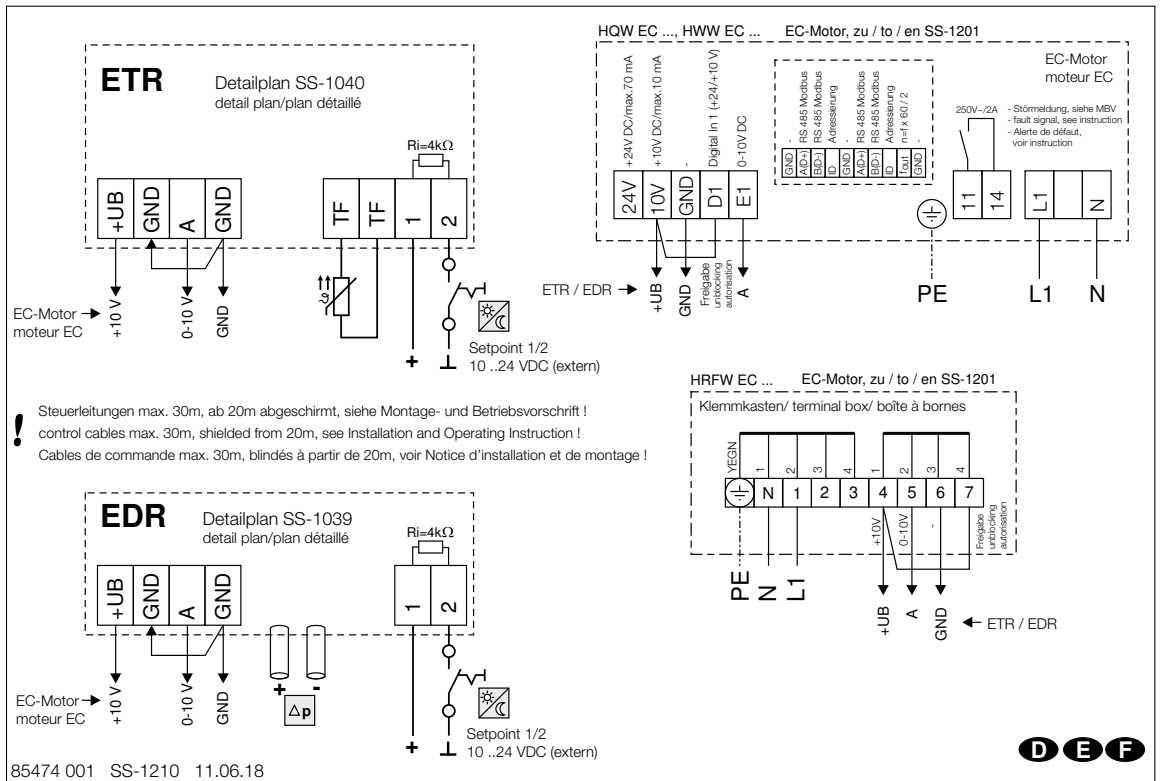 ETR
Detailplan SS-1040
detail plan/plan détaillé
Ri=4kΩ
+UB
GND
A
GND
TF
TF
1
2
EC-Motor
moteur EC
+10 V
0-10 V
GND
ϑ
+
Setpoint 1/2
10 ..24 VDC (extern)
! Steuerleitungen max. 30m, ab 20m abgeschirmt, siehe Montage- und Betriebsvorschrift !
control cables max. 30m, shielded from 20m, see Installation and Operating Instruction !
Cables de commande max. 30m, blindés à partir de 20m, voir Notice d'installation et de montage !
EDR
Detailplan SS-1039
detail plan/plan détaillé
Ri=4kΩ
+UB
GND
A
GND
1
2
EC-Motor
moteur EC
+10 V
0-10 V
GND
+ -
Δp
+
Setpoint 1/2
10 ..24 VDC (extern)
85474 001 SS-1210 11.06.18
HQW EC ..., HWW EC ... EC-Motor, zu / to / en SS-1201
EC-Motor
moteur EC
+24V DC/max.70 mA
+10V DC/max.10 mA
-
Digital In 1 (+24/+10 V)
0-10V DC
24V
10V
GND
D1
E1
-
RS 485 Modbus
RS 485 Modbus
Adressierung
-
RS 485 Modbus
RS 485 Modbus
Adressierung
n=f x 60 / 2
-
GND
A(D+)
B(D-)
ID
GND
A(D+)
B(D-)
ID
fout
GND
250V~/2A
- Störmeldung, siehe MBV
- fault signal, see instruction
- Alerte de défaut,
voir instruction
11
14
L1
N
ETR / EDR
+UB
GND
Freigabe
unblocking
autorisation
A
PE
L1
N
HRFW EC ... EC-Motor, zu / to / en SS-1201
Klemmkasten/ terminal box/ boîte à bornes
YEGN
1
2
3
4
1
2
3
4
N
1
2
3
4
5
6
7
+10V
0-10V
-
Freigabe
unblocking
autorisation
PE
N
L1
+UB
A
GND
ETR / EDR
D E F